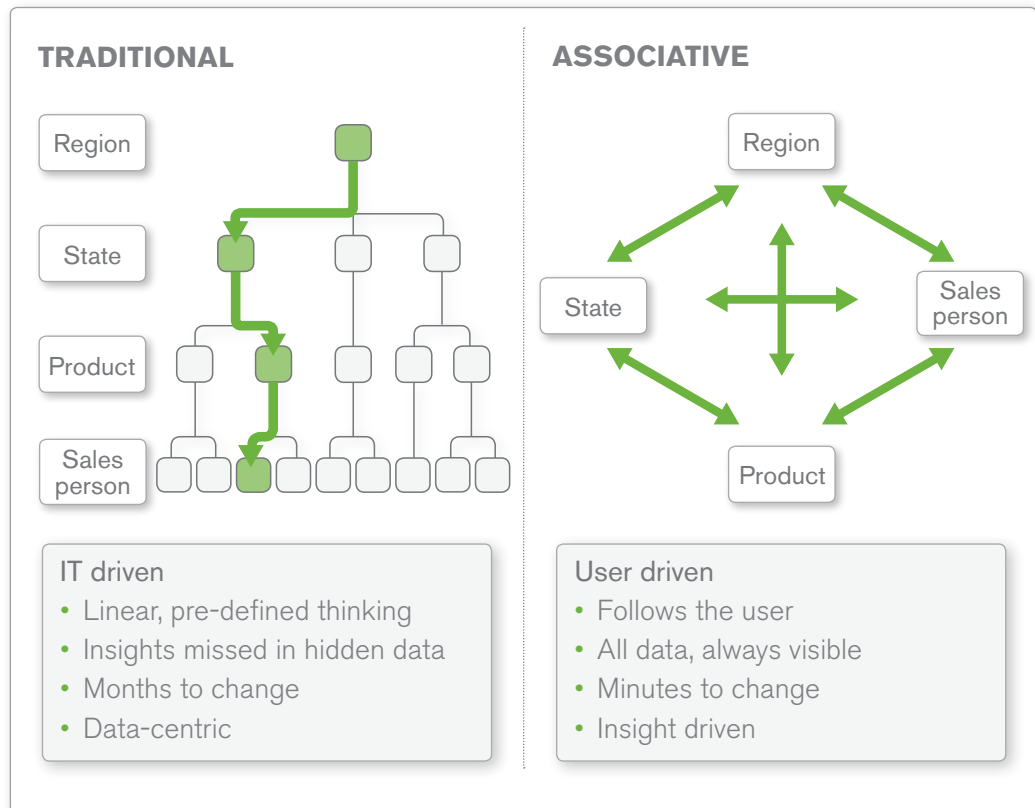 TRADITIONAL
Region
State
Product
Sales
person
IT driven
• Linear, pre-defined thinking
• Insights missed in hidden data
• Months to change
• Data-centric
ASSOCIATIVE
Region
State
Sales
person
Product
User driven
• Follows the user
• All data, always visible
• Minutes to change
• Insight driven